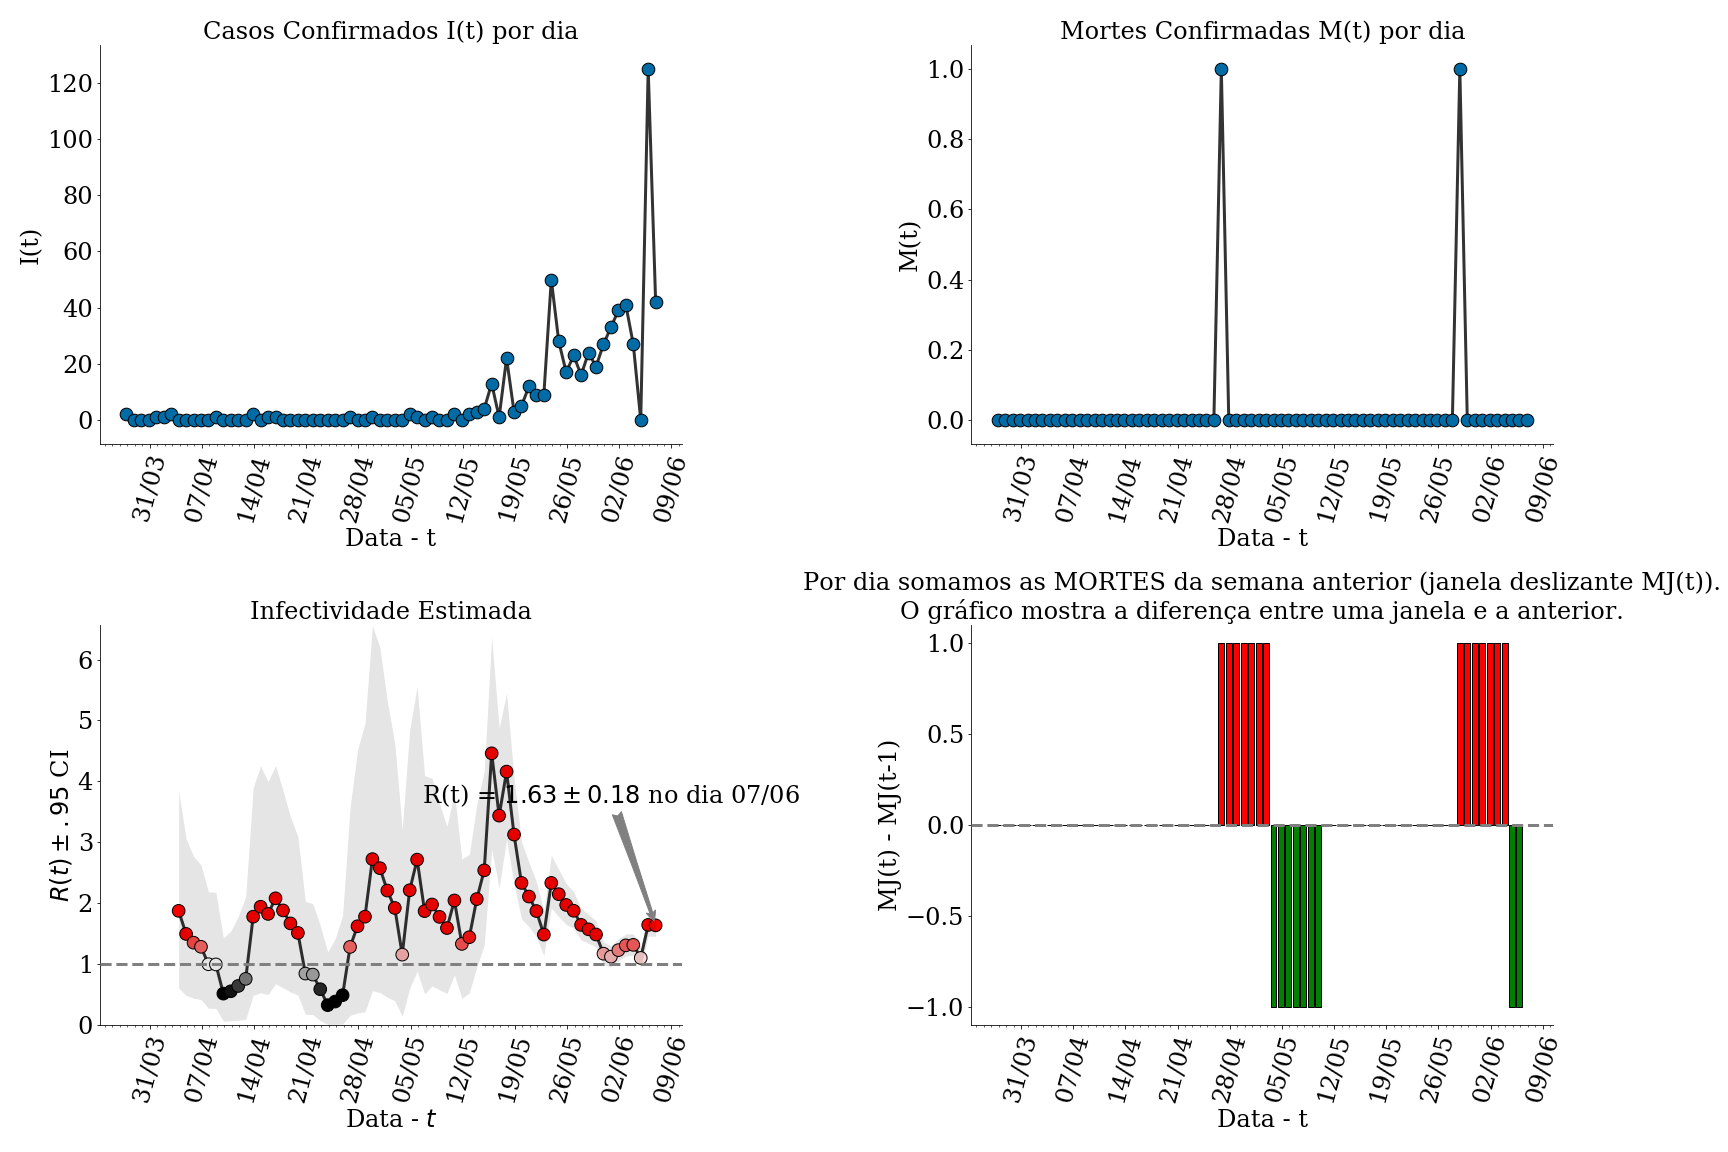 Casos Confirmados I(t) por dia
I(t)
120
100
80
60
40
20
0
31/03 07/04 14/04 21/04 28/04 05/05 12/05 19/05 26/05 02/06 09/06
Data - t
Mortes Confirmadas M(t) por dia
M(t)
1.0
0.8
0.6
0.4
0.2
0.0
31/03 07/04 14/04 21/04 28/04 05/05 12/05 19/05 26/05 02/06 09/06
Data - t
Infectividade Estimada
R(t) ± .95 CI
6
5
4
3
2
1
0
R(t) = 1.63 ± 0.18 no dia 07/06
31/03 07/04 14/04 21/04 28/04 05/05 12/05 19/05 26/05 02/06 09/06
Data - t
Por dia somamos as MORTES da semana anterior (janela deslizante MJ(t)).
O gráfico mostra a diferença entre uma janela e a anterior.
MJ(t) - MJ(t-1)
1.0
0.5
0.0
−0.5
−1.0
31/03 07/04 14/04 21/04 28/04 05/05 12/05 19/05 26/05 02/06 09/06
Data - t